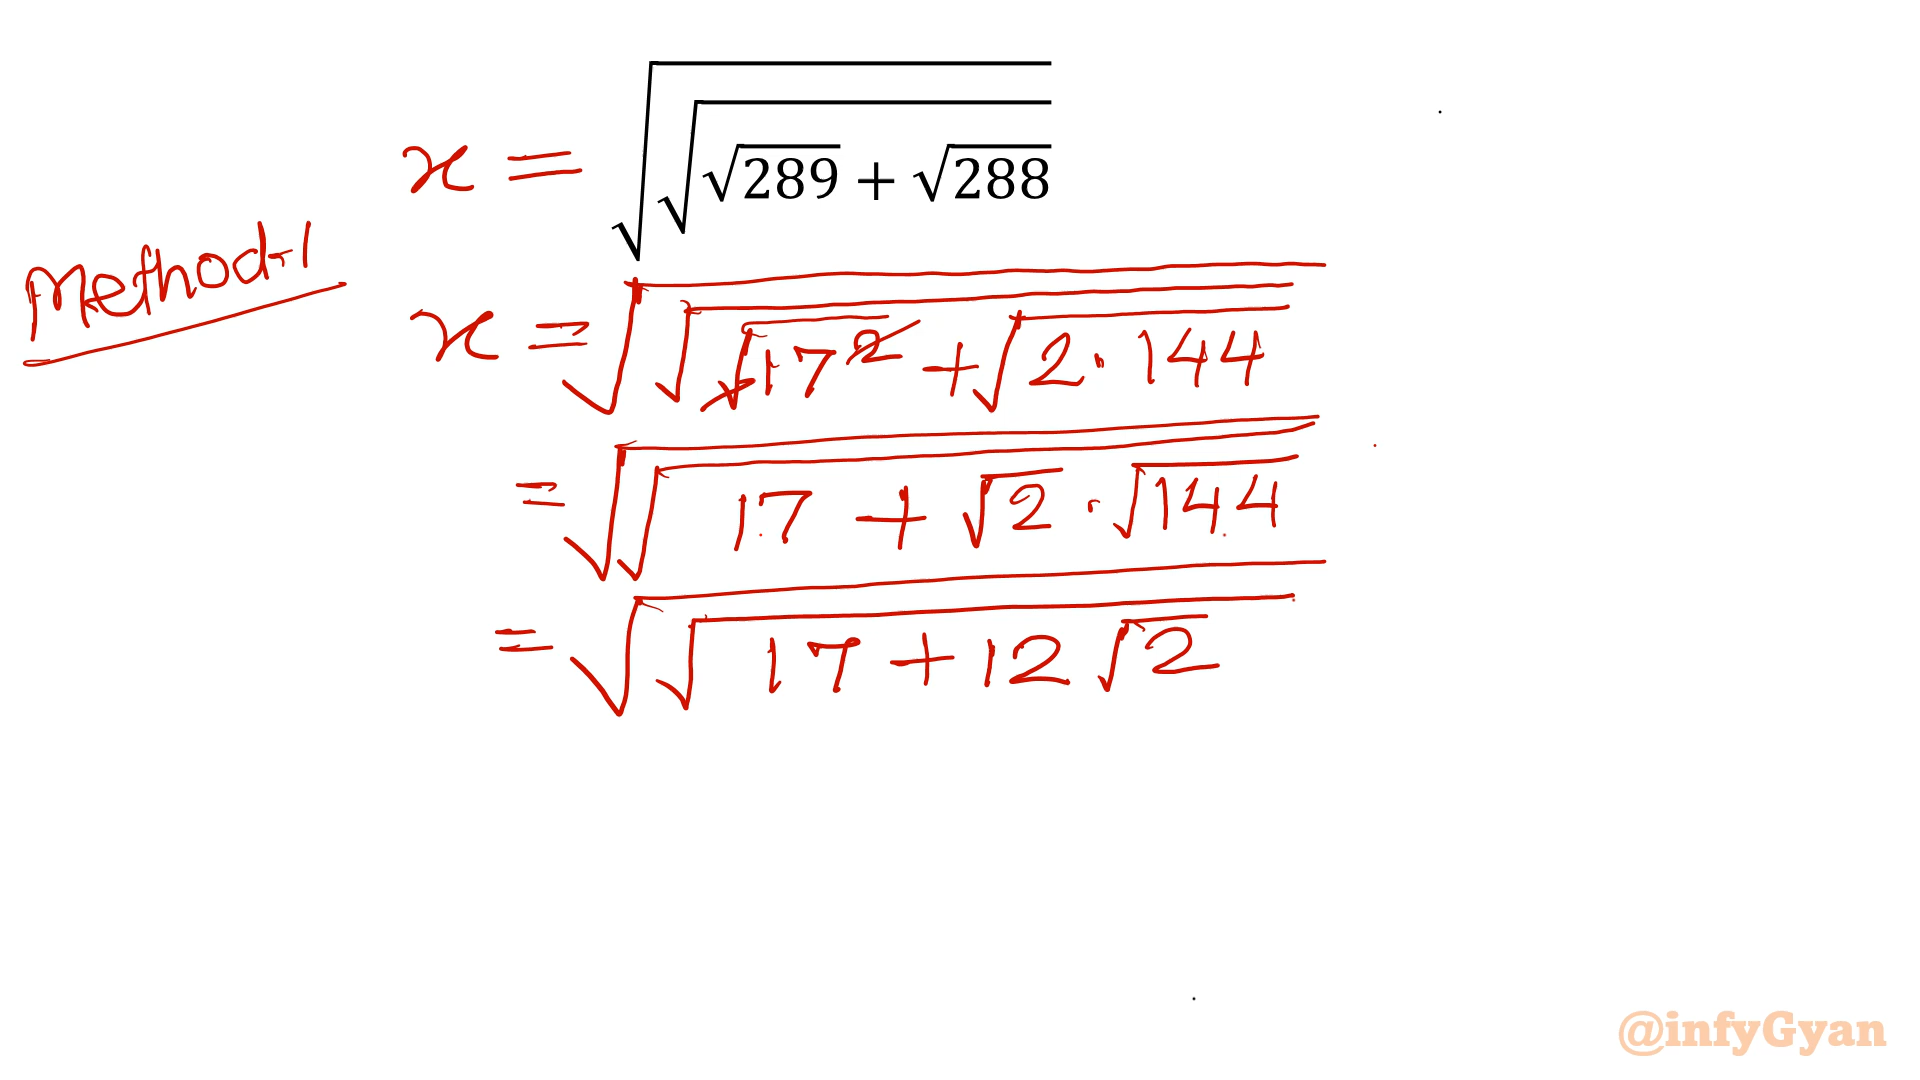 x = √√(√289 + √288)
Method-1
x = √√(√17² + √2·144)
= √√(17 + √2·√144)
= √√(17 + 12√2)
@infyGyan